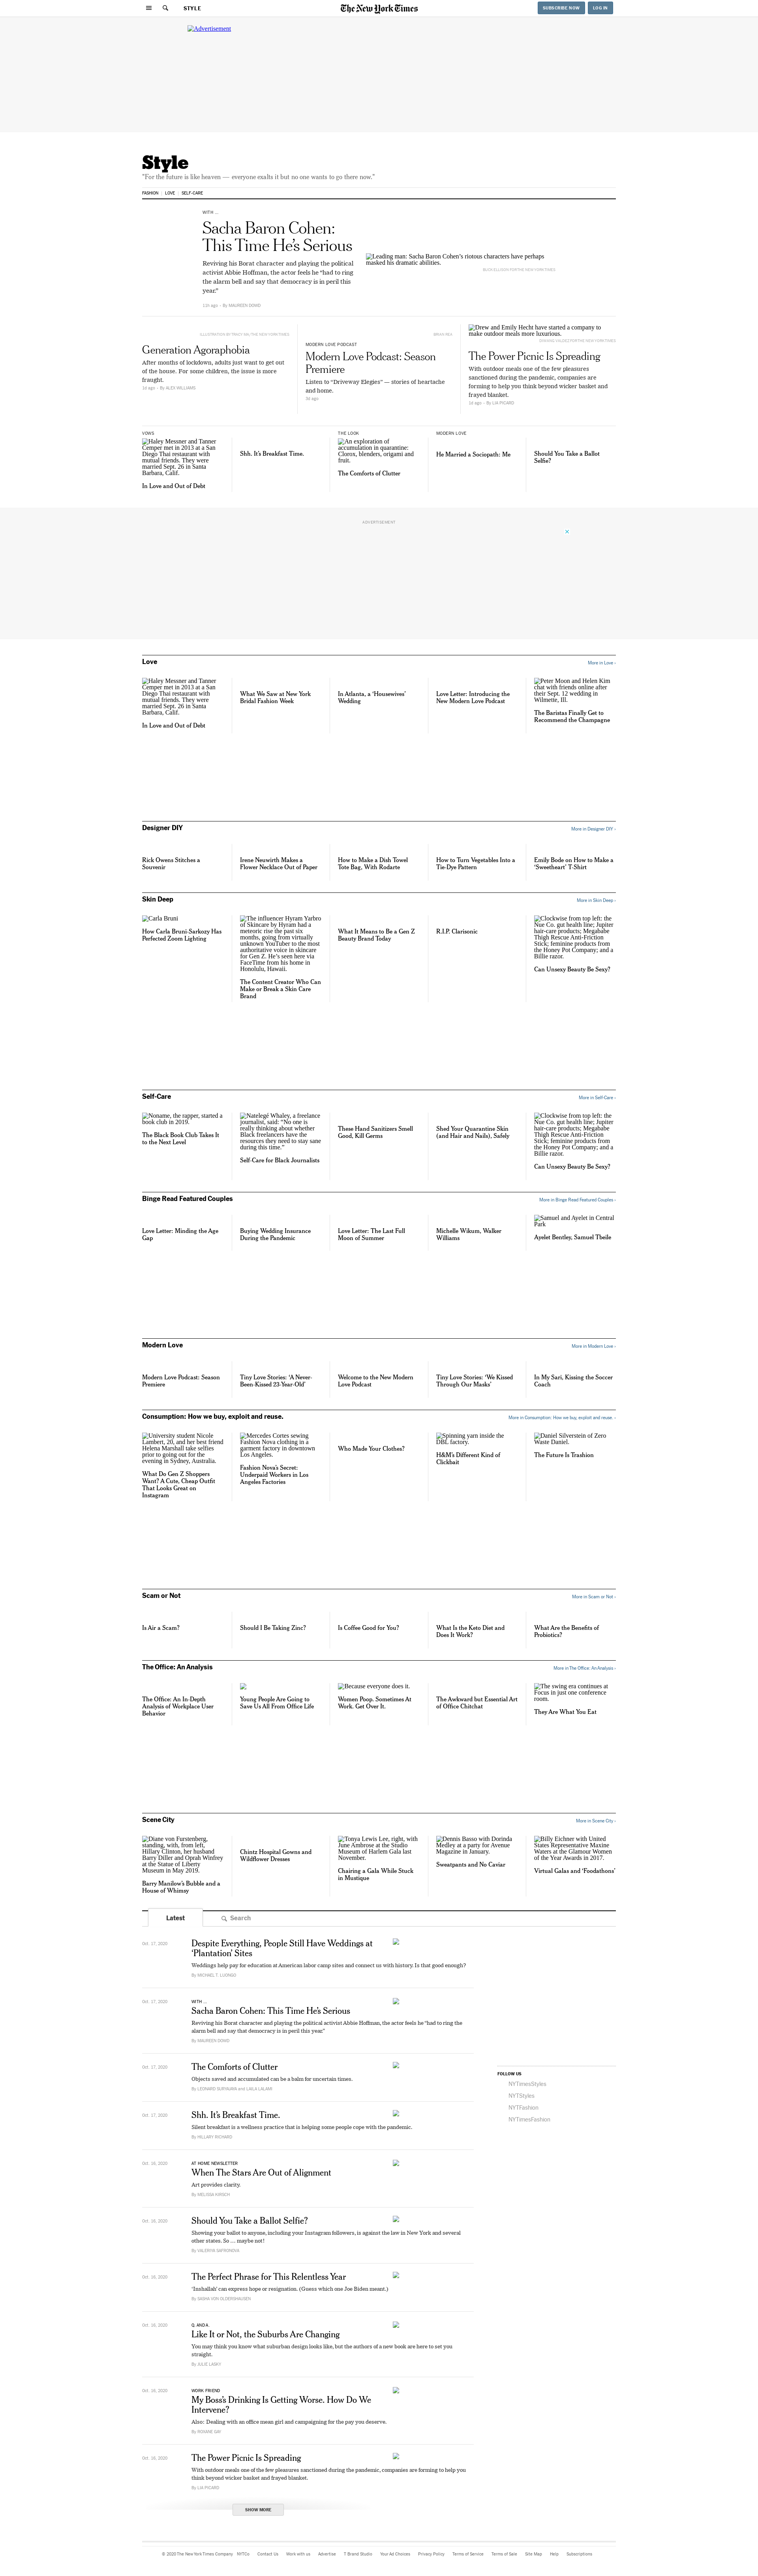 STYLE
The New York Times
SUBSCRIBE NOW
LOG IN
Advertisement
Style
"For the future is like heaven — everyone exalts it but no one wants to go there now."
FASHION
LOVE
SELF-CARE
WITH …
Sacha Baron Cohen:
This Time He's Serious
Reviving his Borat character and playing the political
activist Abbie Hoffman, the actor feels he "had to ring
the alarm bell and say that democracy is in peril this
year."
By MAUREEN DOWD
Leading man: Sacha Baron Cohen's riotous characters have perhaps
masked his dramatic abilities.
Generation Agoraphobia
After months of lockdown, adults just want to get out
of the house. For some children, the issue is more
fraught.
1d ago - By ALEX WILLIAMS
MODERN LOVE PODCAST
Modern Love Podcast: Season
Premiere
Listen to "Driveway Elegies" — stories of heartache
and home.
Drew and Emily Hecht have started a company to
make outdoor meals more luxurious.
The Power Picnic Is Spreading
With outdoor meals one of the few pleasures
sanctioned during the pandemic, companies are
forming to help you think beyond wicker basket and
frayed blanket.
1d ago - By LIA PICARD
VOWS
Haley Messner and Tanner
Cemper met in 2013 at a San
Diego Thai restaurant with
mutual friends. They were
married Sept. 26 in Santa
Barbara, Calif.
In Love and Out of Debt
Shh. It's Breakfast Time.
THE LOOK
An exploration of
accumulation in quarantine:
Clorox, blenders, origami and
fruit.
The Comforts of Clutter
MODERN LOVE
He Married a Sociopath: Me
Should You Take a Ballot
Selfie?
ADVERTISEMENT
Love
More in Love ›
Haley Messner and Tanner
Cemper met in 2013 at a San
Diego Thai restaurant with
mutual friends. They were
married Sept. 26 in Santa
Barbara, Calif.
In Love and Out of Debt
What We Saw at New York
Bridal Fashion Week
In Atlanta, a 'Housewives'
Wedding
Love Letter: Introducing the
New Modern Love Podcast
Peter Moon and Helen Kim
chat with friends online after
their Sept. 12 wedding in
Wilmette, Ill.
The Baristas Finally Get to
Recommend the Champagne
Designer DIY
More in Designer DIY ›
Rick Owens Stitches a
Souvenir
Irene Neuwirth Makes a
Flower Necklace Out of Paper
How to Make a Dish Towel
Tote Bag, With Rodarte
How to Turn Vegetables Into a
Tie-Dye Pattern
Emily Bode on How to Make a
'Sweetheart' T-Shirt
Skin Deep
More in Skin Deep ›
Carla Bruni
How Carla Bruni-Sarkozy Has
Perfected Zoom Lighting
The influencer Hyram Yarbro
of Skincare by Hyram had a
meteoric rise the past six
months, going from virtually
unknown YouTuber to the most
authoritative voice in skincare
for Gen Z. He's seen here via
FaceTime from his home in
Honolulu, Hawaii.
The Content Creator Who Can
Make or Break a Skin Care
Brand
What It Means to Be a Gen Z
Beauty Brand Today
R.I.P. Clarisonic
Clockwise from top left: the
Nue Co. gut health line; Jupiter
hair-care products; Megababe
Thigh Rescue Anti-Friction
Stick; feminine products from
the Honey Pot Company; and a
Billie razor.
Can Unsexy Beauty Be Sexy?
Self-Care
More in Self-Care ›
Noname, the rapper, started a
book club in 2019.
The Black Book Club Takes It
to the Next Level
Natelegé Whaley, a freelance
journalist, said: "No one is
really thinking about whether
Black freelancers have the
resources they need to stay sane
during this time."
Self-Care for Black Journalists
These Hand Sanitizers Smell
Good, Kill Germs
Shed Your Quarantine Skin
(and Hair and Nails), Safely
Clockwise from top left: the
Nue Co. gut health line; Jupiter
hair-care products; Megababe
Thigh Rescue Anti-Friction
Stick; feminine products from
the Honey Pot Company; and a
Billie razor.
Can Unsexy Beauty Be Sexy?
Binge Read Featured Couples
More in Binge Read Featured Couples ›
Love Letter: Minding the Age
Gap
Buying Wedding Insurance
During the Pandemic
Love Letter: The Last Full
Moon of Summer
Michelle Wikum, Walker
Williams
Samuel and Ayelet in Central
Park
Ayelet Bentley, Samuel Theile
Modern Love
More in Modern Love ›
Modern Love Podcast: Season
Premiere
Tiny Love Stories: 'A Never-
Been-Kissed 23-Year-Old'
Welcome to the New Modern
Love Podcast
Tiny Love Stories: 'We Kissed
Through Our Masks'
In My Sari, Kissing the Soccer
Coach
Consumption: How we buy, exploit and reuse.
More in Consumption: How we buy, exploit and reuse. ›
University student Nicole
Lambert, 20, and her best friend
Helena Marshall take selfies
prior to going out for the
evening in Sydney, Australia.
What Do Gen Z Shoppers
Want? A Cute, Cheap Outfit
That Looks Great on
Instagram
Mercedes Cortes sewing
Fashion Nova clothing in a
garment factory in downtown
Los Angeles.
Fashion Nova's Secret:
Underpaid Workers in Los
Angeles Factories
Who Made Your Clothes?
Spinning yarn inside the
DBL factory.
H&M's Different Kind of
Clickbait
Daniel Silverstein of Zero
Waste Daniel.
The Future Is Trashion
Scam or Not
More in Scam or Not ›
Is Air a Scam?
Should I Be Taking Zinc?
Is Coffee Good for You?
What Is the Keto Diet and
Does It Work?
What Are the Benefits of
Probiotics?
The Office: An Analysis
More in The Office: An Analysis ›
The Office: An In-Depth
Analysis of Workplace User
Behavior
Young People Are Going to
Save Us All From Office Life
Because everyone does it.
Women Poop. Sometimes At
Work. Get Over It.
The Awkward but Essential Art
of Office Chitchat
The swing era continues at
Focus in just one conference
room.
They Are What You Eat
Scene City
More in Scene City ›
Diane von Furstenberg,
standing, with, from left,
Hillary Clinton, her husband
Barry Diller and Oprah Winfrey
at the Statue of Liberty
Museum in May 2019.
Barry Manilow's Bubble and a
House of Whimsy
Chintz Hospital Gowns and
Wildflower Dresses
Tonya Lewis Lee, right, with
June Ambrose at the Studio
Museum of Harlem Gala last
November.
Chairing a Gala While Stuck
in Mustique
Dennis Basso with Dorinda
Medley at a party for Avenue
Magazine in January.
Sweatpants and No Caviar
Billy Eichner with United
States Representative Maxine
Waters at the Glamour Women
of the Year Awards in 2017.
Virtual Galas and 'Foodathons'
Latest
Search
Oct. 17, 2020
Despite Everything, People Still Have Weddings at
'Plantation' Sites
Weddings help pay for education at American labor camp sites and connect us with history. Is that good enough?
By MICHAEL T. LUONGO
Oct. 17, 2020
WITH …
Sacha Baron Cohen: This Time He's Serious
Reviving his Borat character and playing the political activist Abbie Hoffman, the actor feels he "had to ring the
alarm bell and say that democracy is in peril this year."
By MAUREEN DOWD
Oct. 17, 2020
The Comforts of Clutter
Objects saved and accumulated can be a balm for uncertain times.
Oct. 17, 2020
Shh. It's Breakfast Time.
Silent breakfast is a wellness practice that is helping some people cope with the pandemic.
By HILLARY RICHARD
Oct. 16, 2020
AT HOME NEWSLETTER
When The Stars Are Out of Alignment
Art provides clarity.
By MELISSA KIRSCH
Oct. 16, 2020
Should You Take a Ballot Selfie?
Showing your ballot to anyone, including your Instagram followers, is against the law in New York and several
other states. So … maybe not!
By VALERIYA SAFRONOVA
Oct. 16, 2020
The Perfect Phrase for This Relentless Year
'Inshallah' can express hope or resignation. (Guess which one Joe Biden meant.)
By SASHA VON OLDERSHAUSEN
Oct. 16, 2020
Q. AND A.
Like It or Not, the Suburbs Are Changing
You may think you know what suburban design looks like, but the authors of a new book are here to set you
straight.
By JULIE LASKY
Oct. 16, 2020
WORK FRIEND
My Boss's Drinking Is Getting Worse. How Do We
Intervene?
Also: Dealing with an office mean girl and campaigning for the pay you deserve.
By ROXANE GAY
Oct. 16, 2020
The Power Picnic Is Spreading
With outdoor meals one of the few pleasures sanctioned during the pandemic, companies are forming to help you
think beyond wicker basket and frayed blanket.
By LIA PICARD
SHOW MORE
FOLLOW US
NYTimesStyles
NYTStyles
NYTFashion
NYTimesFashion
© 2020 The New York Times Company
NYTCo
Contact Us
Work with us
Advertise
T Brand Studio
Your Ad Choices
Privacy Policy
Terms of Service
Terms of Sale
Site Map
Help
Subscriptions